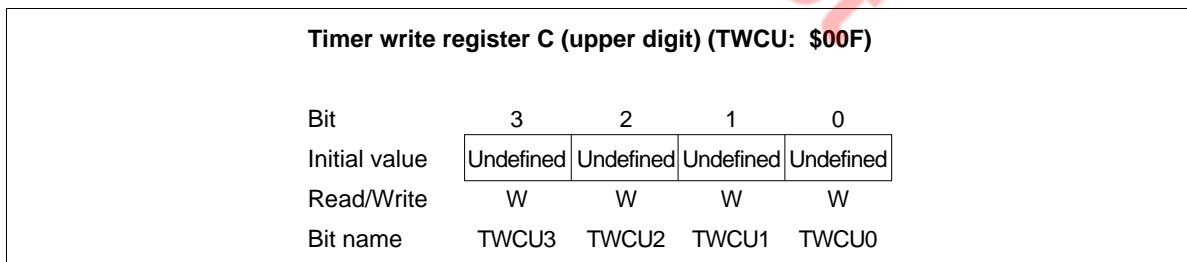 Timer write register C (upper digit) (TWCU: $00F)
Bit 3 2 1 0
Initial value Undefined Undefined Undefined Undefined
Read/Write W W W W
Bit name TWCU3 TWCU2 TWCU1 TWCU0